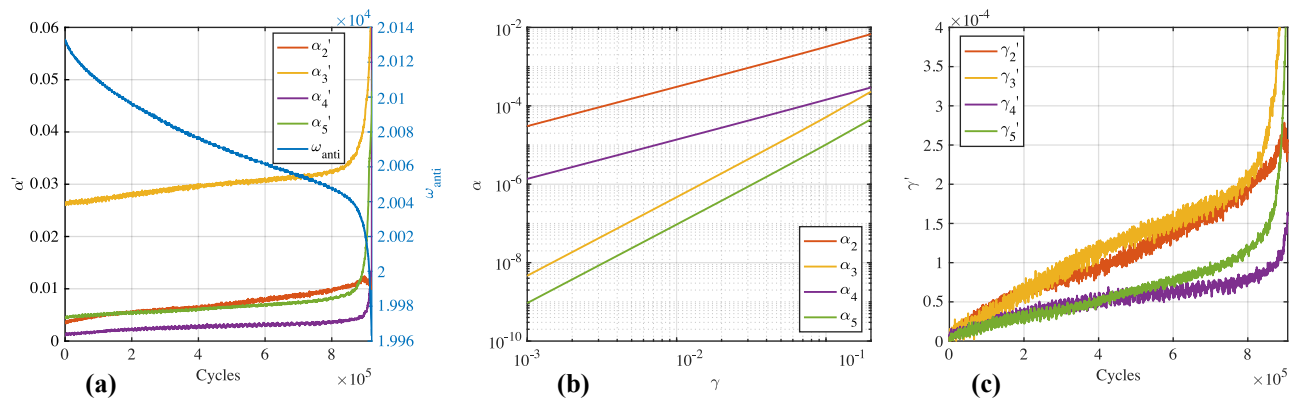 ×10⁴
0.06
0.05
0.04
0.03
0.02
0.01
0
α'
α₂'
α₃'
α₄'
α₅'
ω_anti
2.014
2.012
2.01
2.008
2.006
2.004
2.002
2
1.998
1.996
ω_anti
0 2 4 6 8
Cycles ×10⁵
(a)
10⁻²
10⁻⁴
10⁻⁶
10⁻⁸
10⁻¹⁰
α
α₂
α₃
α₄
α₅
10⁻³ 10⁻² 10⁻¹
γ
(b)
×10⁻⁴
4
3.5
3
2.5
2
1.5
1
0.5
0
γ'
γ₂'
γ₃'
γ₄'
γ₅'
0 2 4 6 8
Cycles ×10⁵
(c)